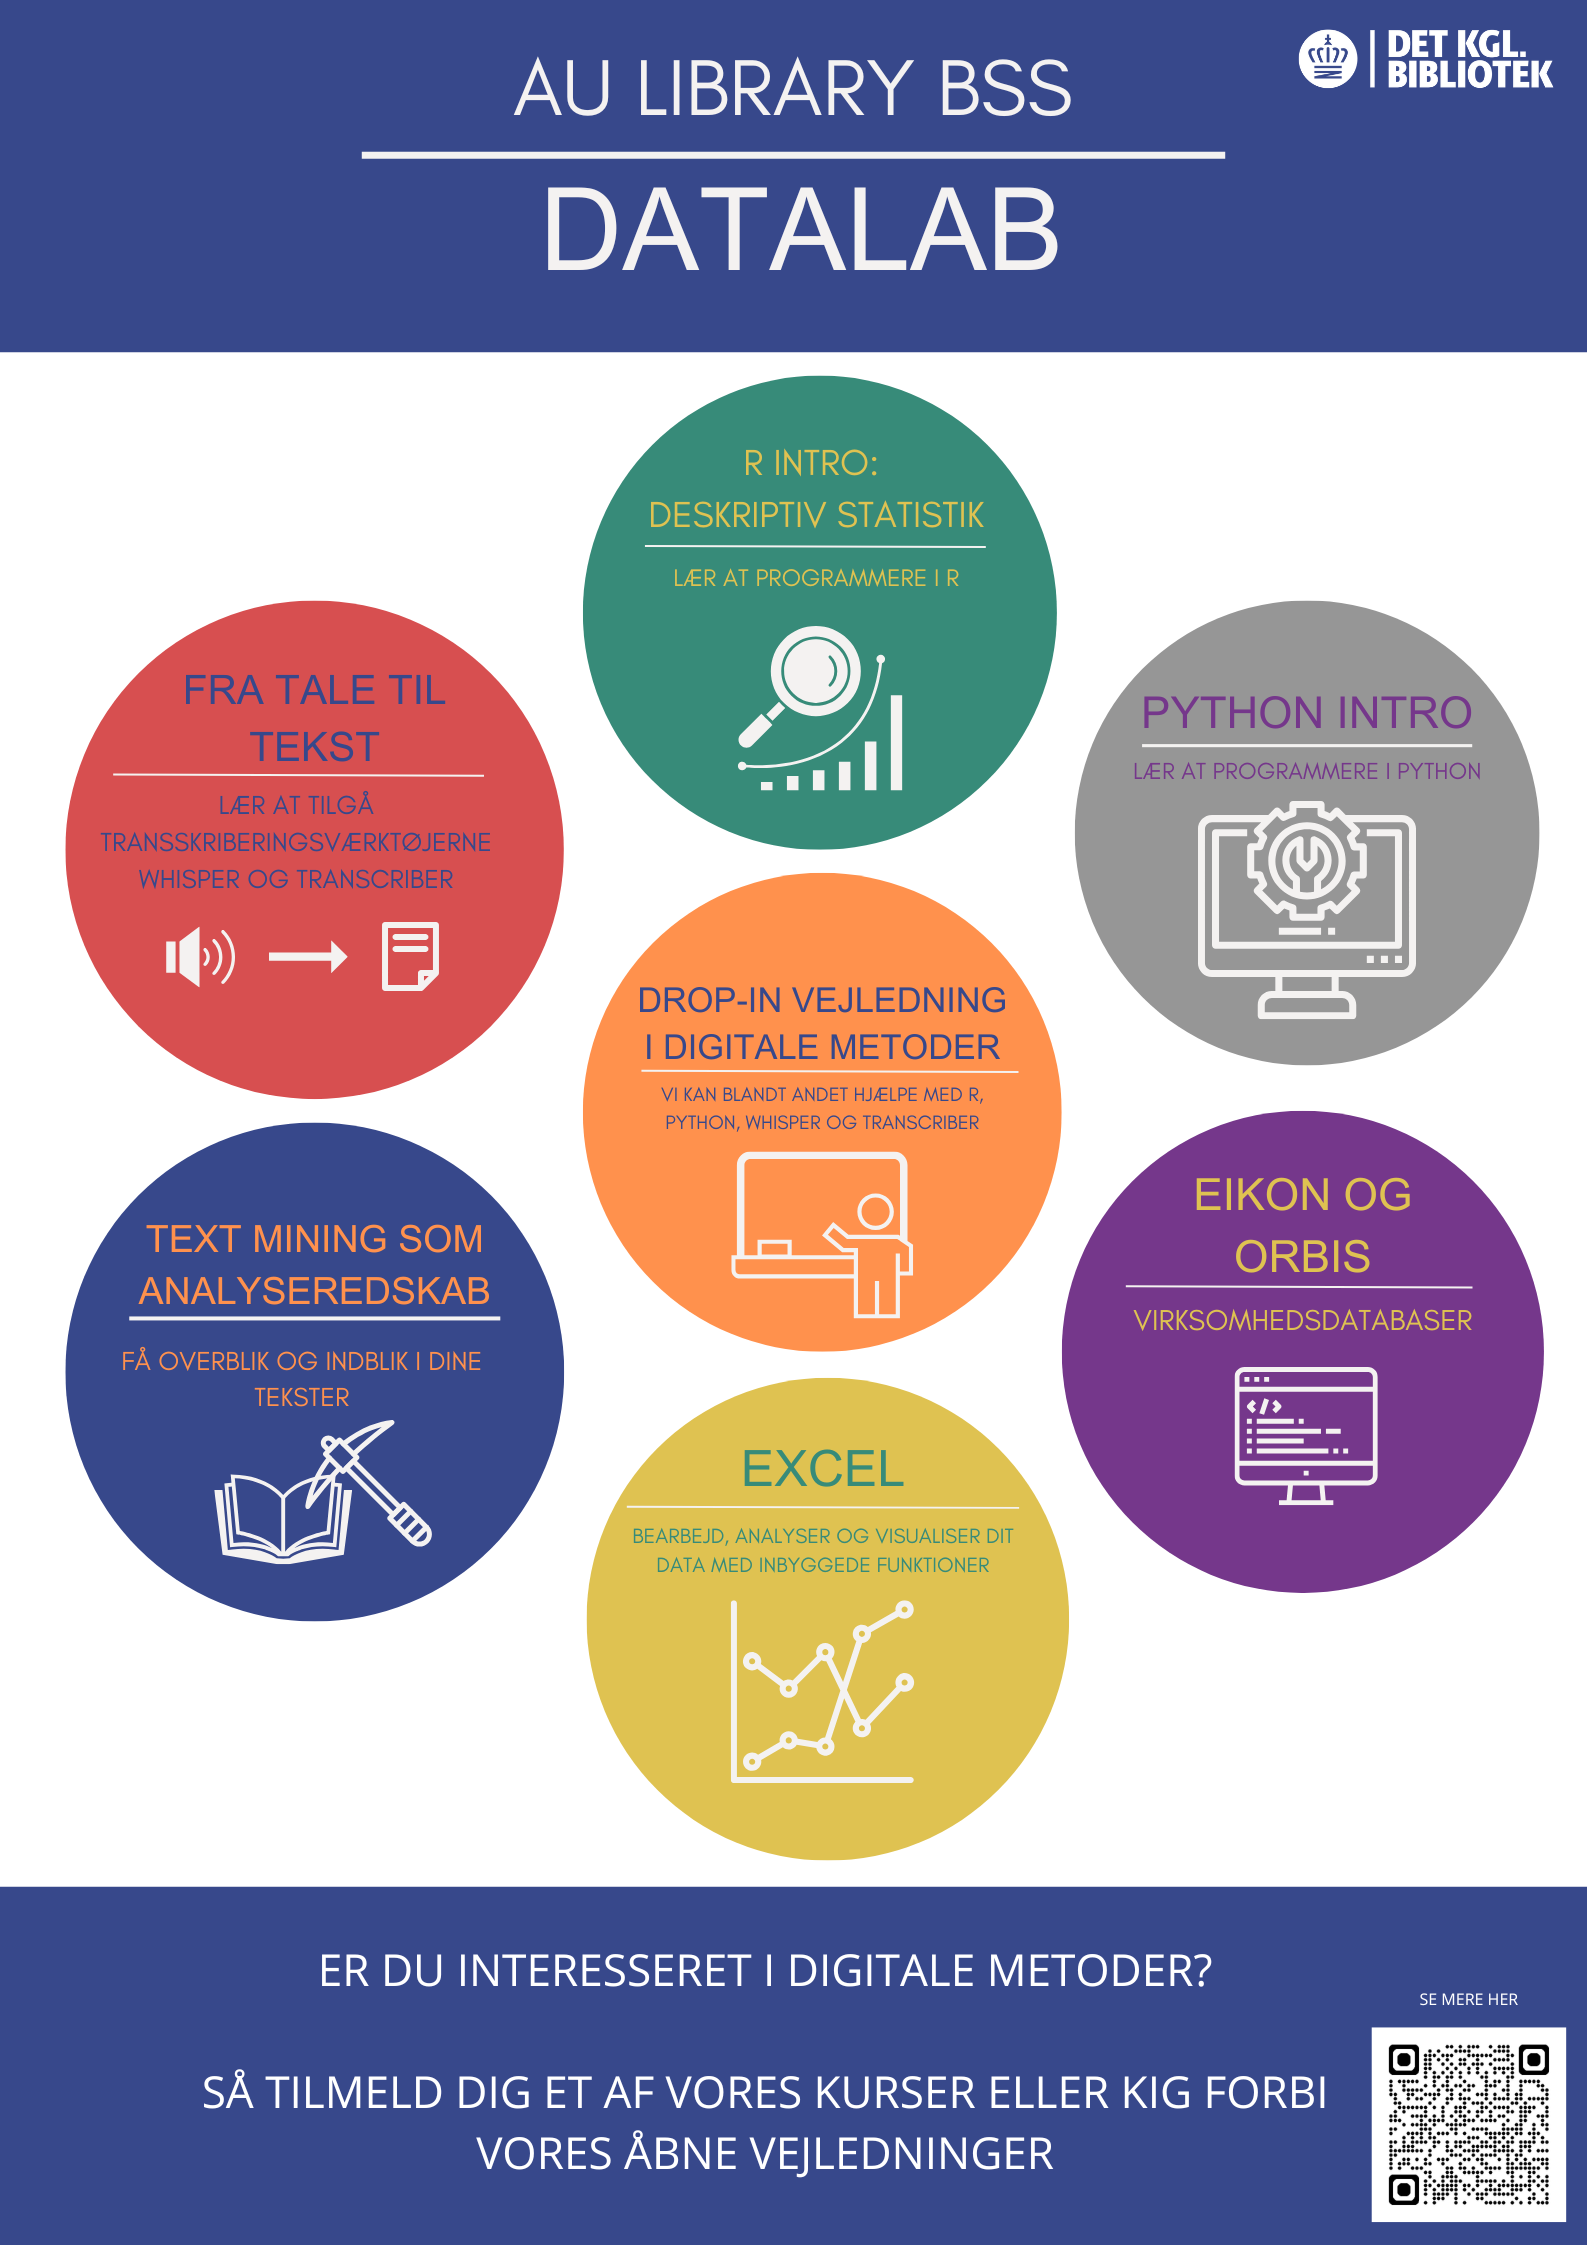 AU LIBRARY BSS
DET KGL.
BIBLIOTEK
DATALAB
R INTRO:
DESKRIPTIV STATISTIK
LÆR AT PROGRAMMERE I R
FRA TALE TIL
TEKST
LÆR AT TILGÅ
TRANSSKRIBERINGSVÆRKTØJERNE
WHISPER OG TRANSCRIBER
PYTHON INTRO
LÆR AT PROGRAMMERE I PYTHON
DROP-IN VEJLEDNING
I DIGITALE METODER
VI KAN BLANDT ANDET HJÆLPE MED R,
PYTHON, WHISPER OG TRANSCRIBER
TEXT MINING SOM
ANALYSEREDSKAB
FÅ OVERBLIK OG INDBLIK I DINE
TEKSTER
EIKON OG
ORBIS
VIRKSOMHEDSDATABASER
</>
EXCEL
BEARBEJD, ANALYSER OG VISUALISER DIT
DATA MED INBYGGEDE FUNKTIONER
ER DU INTERESSERET I DIGITALE METODER?
SÅ TILMELD DIG ET AF VORES KURSER ELLER KIG FORBI
VORES ÅBNE VEJLEDNINGER
SE MERE HER